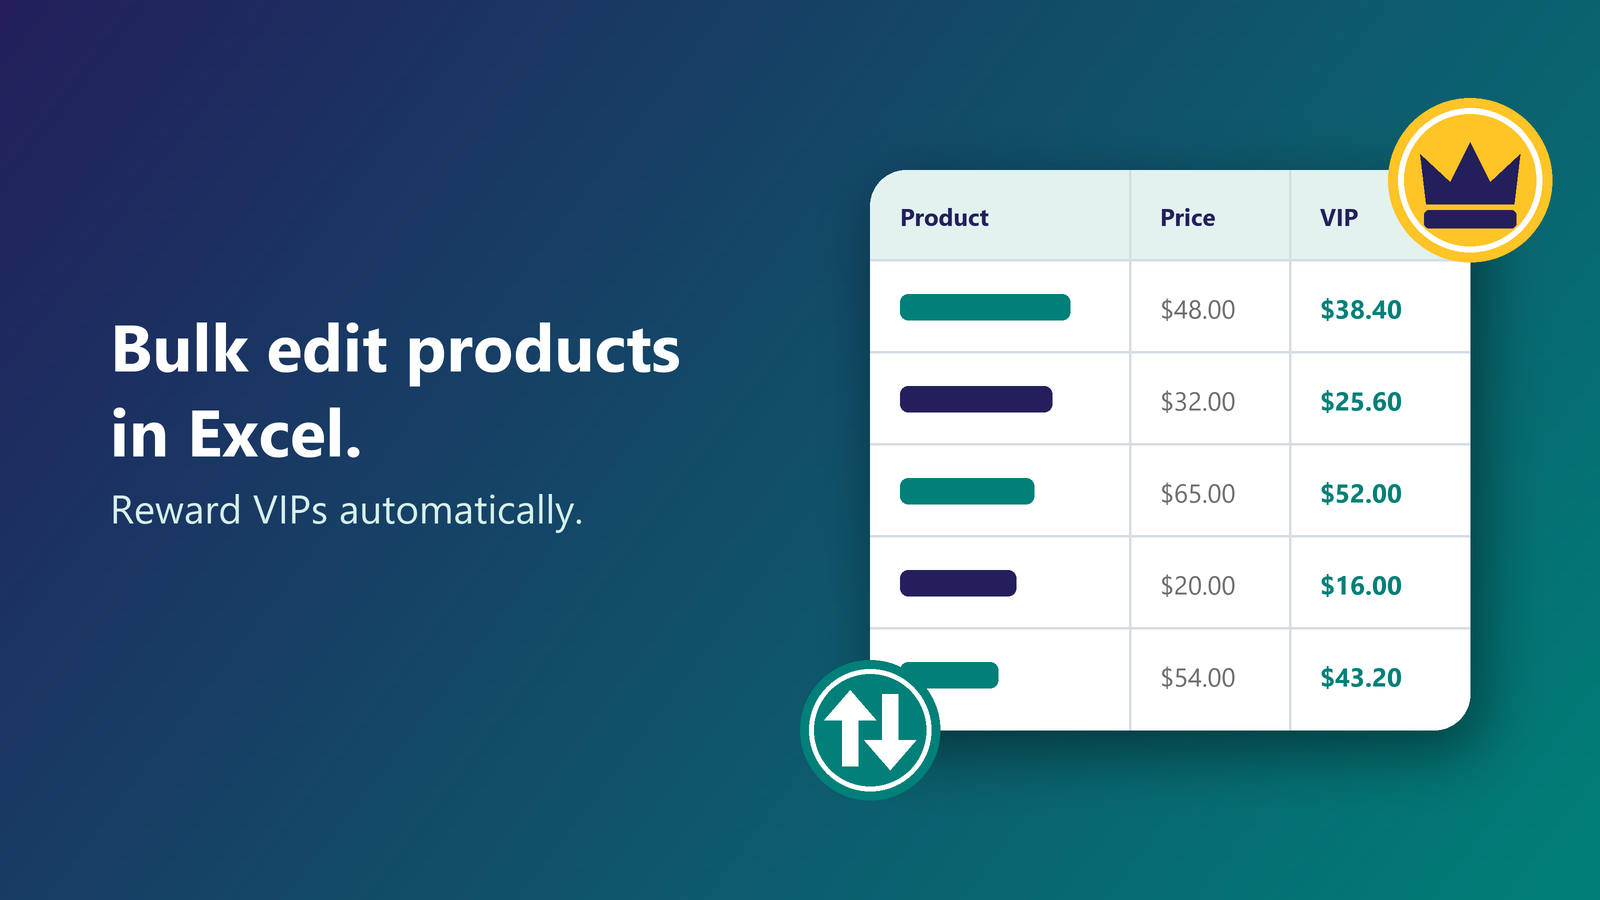 Bulk edit products
in Excel.
Reward VIPs automatically.
Product Price VIP
$48.00 $38.40
$32.00 $25.60
$65.00 $52.00
$20.00 $16.00
$54.00 $43.20